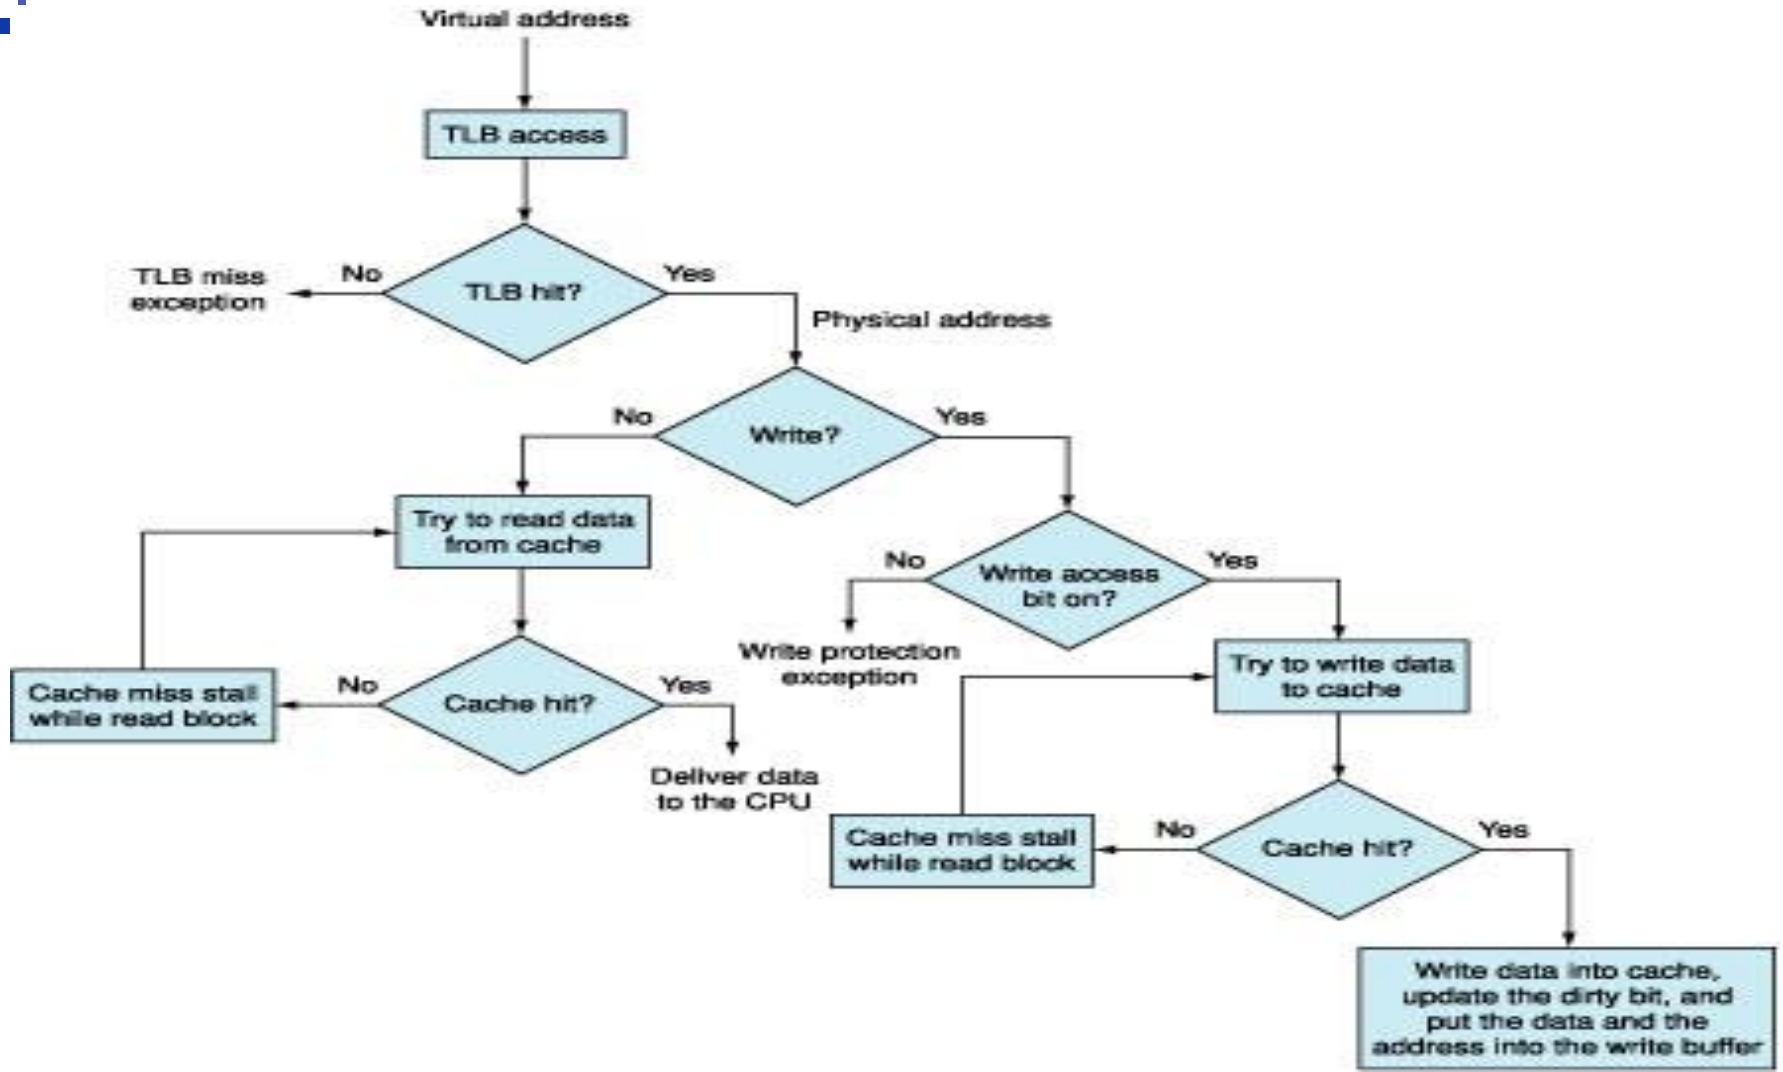 Virtual address
TLB access
TLB hit?
No
Yes
TLB miss
exception
Physical address
Write?
No
Yes
Try to read data
from cache
Write access
bit on?
No
Yes
Write protection
exception
Try to write data
to cache
Cache hit?
No
Yes
Cache miss stall
while read block
Deliver data
to the CPU
Cache hit?
No
Yes
Cache miss stall
while read block
Write data into cache,
update the dirty bit, and
put the data and the
address into the write buffer